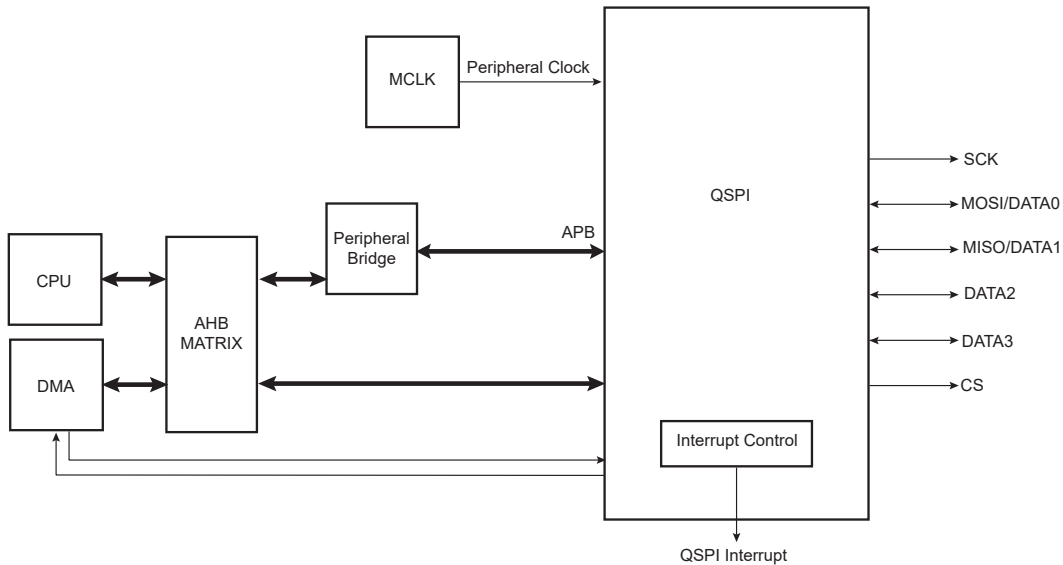 MCLK
Peripheral Clock
QSPI
SCK
MOSI/DATA0
MISO/DATA1
DATA2
DATA3
CS
Peripheral
Bridge
APB
CPU
AHB
MATRIX
DMA
Interrupt Control
QSPI Interrupt